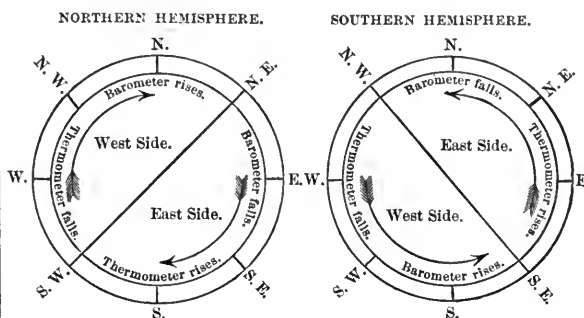 NORTHERN HEMISPHERE.
N.
N. E.
E.
S. E.
S.
S. W.
W.
N. W.
Barometer rises.
Barometer falls.
Thermometer rises.
Thermometer falls.
West Side.
East Side.
SOUTHERN HEMISPHERE.
N.
N. E.
E
S. E.
S.
S. W.
W.
N. W.
Barometer falls.
Thermometer rises.
Barometer rises.
Thermometer falls.
East Side.
West Side.